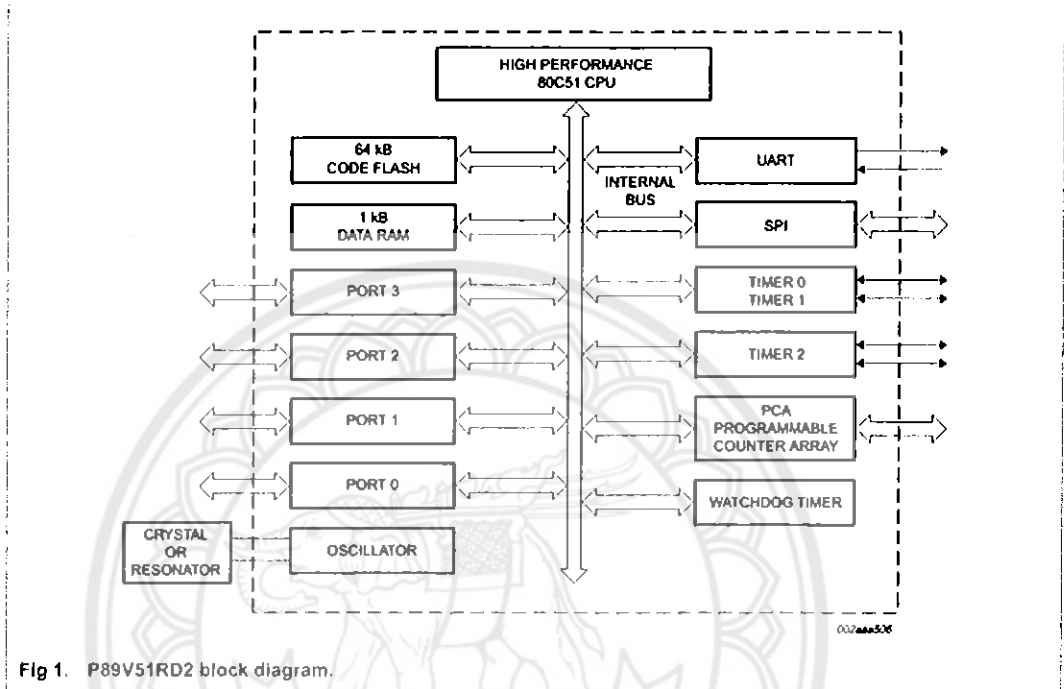 HIGH PERFORMANCE
80C51 CPU
64 kB
CODE FLASH
UART
INTERNAL
BUS
1 kB
DATA RAM
SPI
PORT 3
TIMER 0
TIMER 1
PORT 2
TIMER 2
PORT 1
PCA
PROGRAMMABLE
COUNTER ARRAY
PORT 0
WATCHDOG TIMER
CRYSTAL
OR
RESONATOR
OSCILLATOR
002aaa506
Fig 1. P89V51RD2 block diagram.